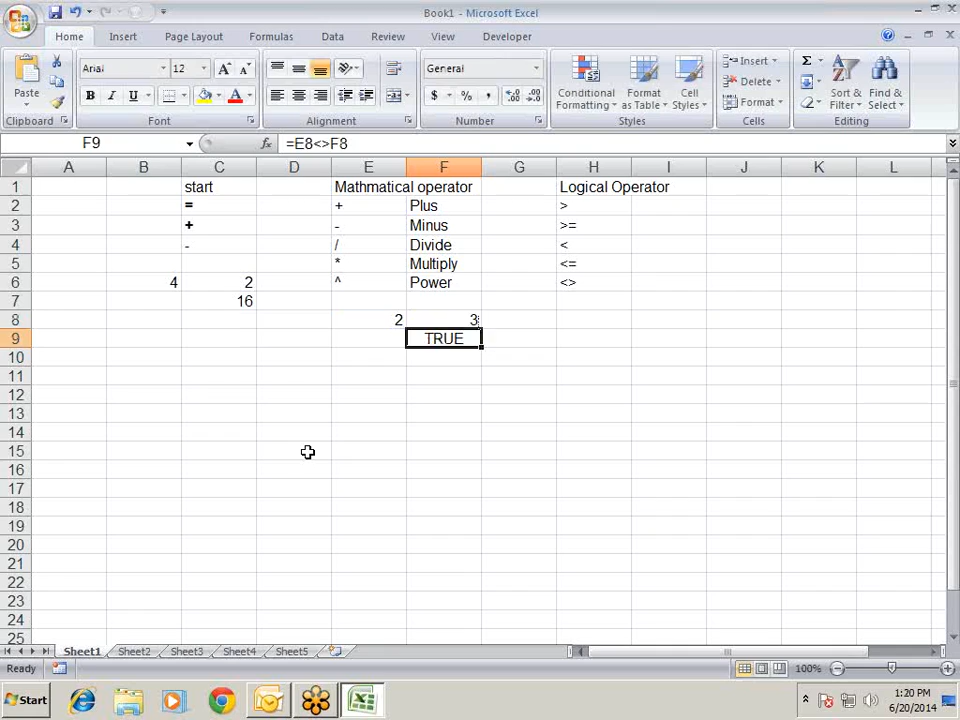 Book1 - Microsoft Excel
Home Insert Page Layout Formulas Data Review View Developer
Paste Arial 12 General Conditional Formatting Format as Table Cell Styles Insert Delete Format Sort & Filter Find & Select
B I U A $ % ,
Clipboard Font Alignment Number Styles Cells Editing
F9 fx =E8<>F8
A B C D E F G H I J K L
1 start Mathmatical operator Logical Operator
2 = + Plus >
3 + - Minus >=
4 - / Divide <
5 * Multiply <=
6 4 2 ^ Power <>
7 16
8 2 3
9 TRUE
10
11
12
13
14
15
16
17
18
19
20
21
22
23
24
25
Sheet1 Sheet2 Sheet3 Sheet4 Sheet5
Ready 100%
Start 1:20 PM
6/20/2014